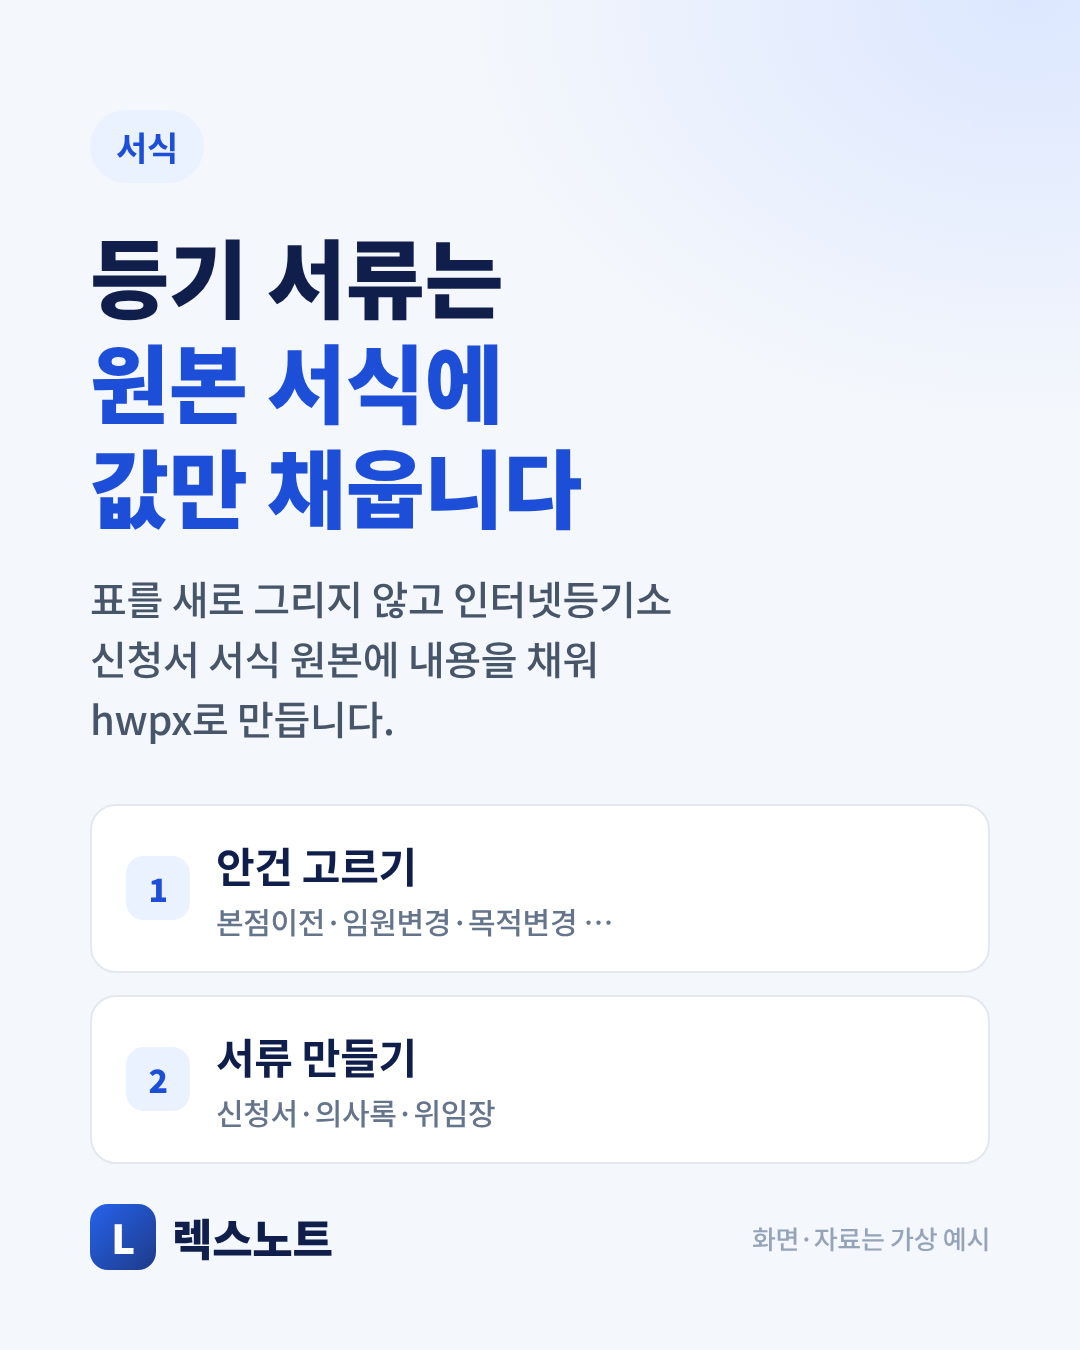 서식
등기 서류는
원본 서식에
값만 채웁니다
표를 새로 그리지 않고 인터넷등기소
신청서 서식 원본에 내용을 채워
hwpx로 만듭니다.
1
안건 고르기
본점이전·임원변경·목적변경 ⋯
2
서류 만들기
신청서·의사록·위임장
L 렉스노트
화면·자료는 가상 예시